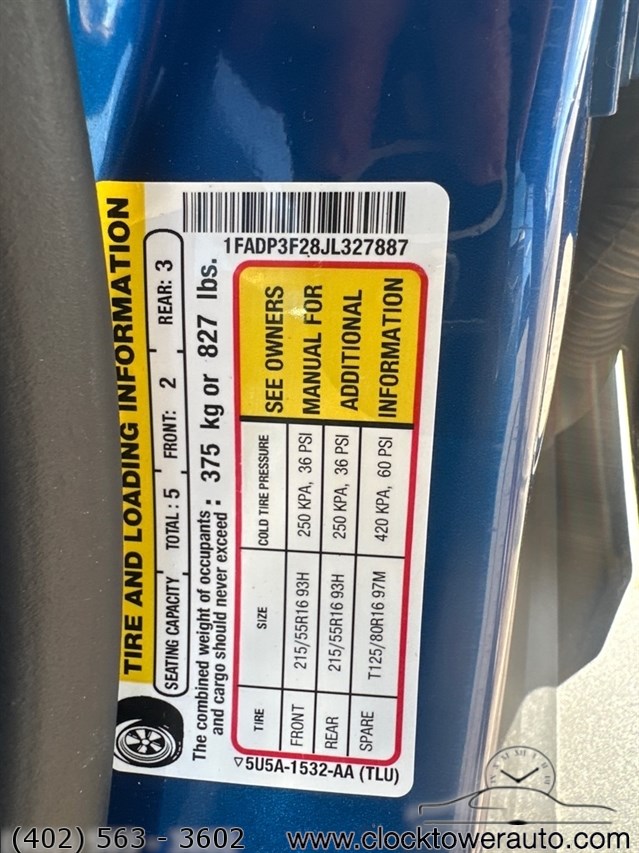 TIRE AND LOADING INFORMATION
SEATING CAPACITY TOTAL : 5 FRONT: 2 REAR: 3
The combined weight of occupants
and cargo should never exceed : 375 kg or 827 lbs.
1FADP3F28JL327887
TIRE SIZE COLD TIRE PRESSURE SEE OWNERS
FRONT 215/55R16 93H 250 KPA, 36 PSI MANUAL FOR
REAR 215/55R16 93H 250 KPA, 36 PSI ADDITIONAL
SPARE T125/80R16 97M 420 KPA, 60 PSI INFORMATION
▽5U5A-1532-AA (TLU)
(402) 563 - 3602 www.clocktowerauto.com